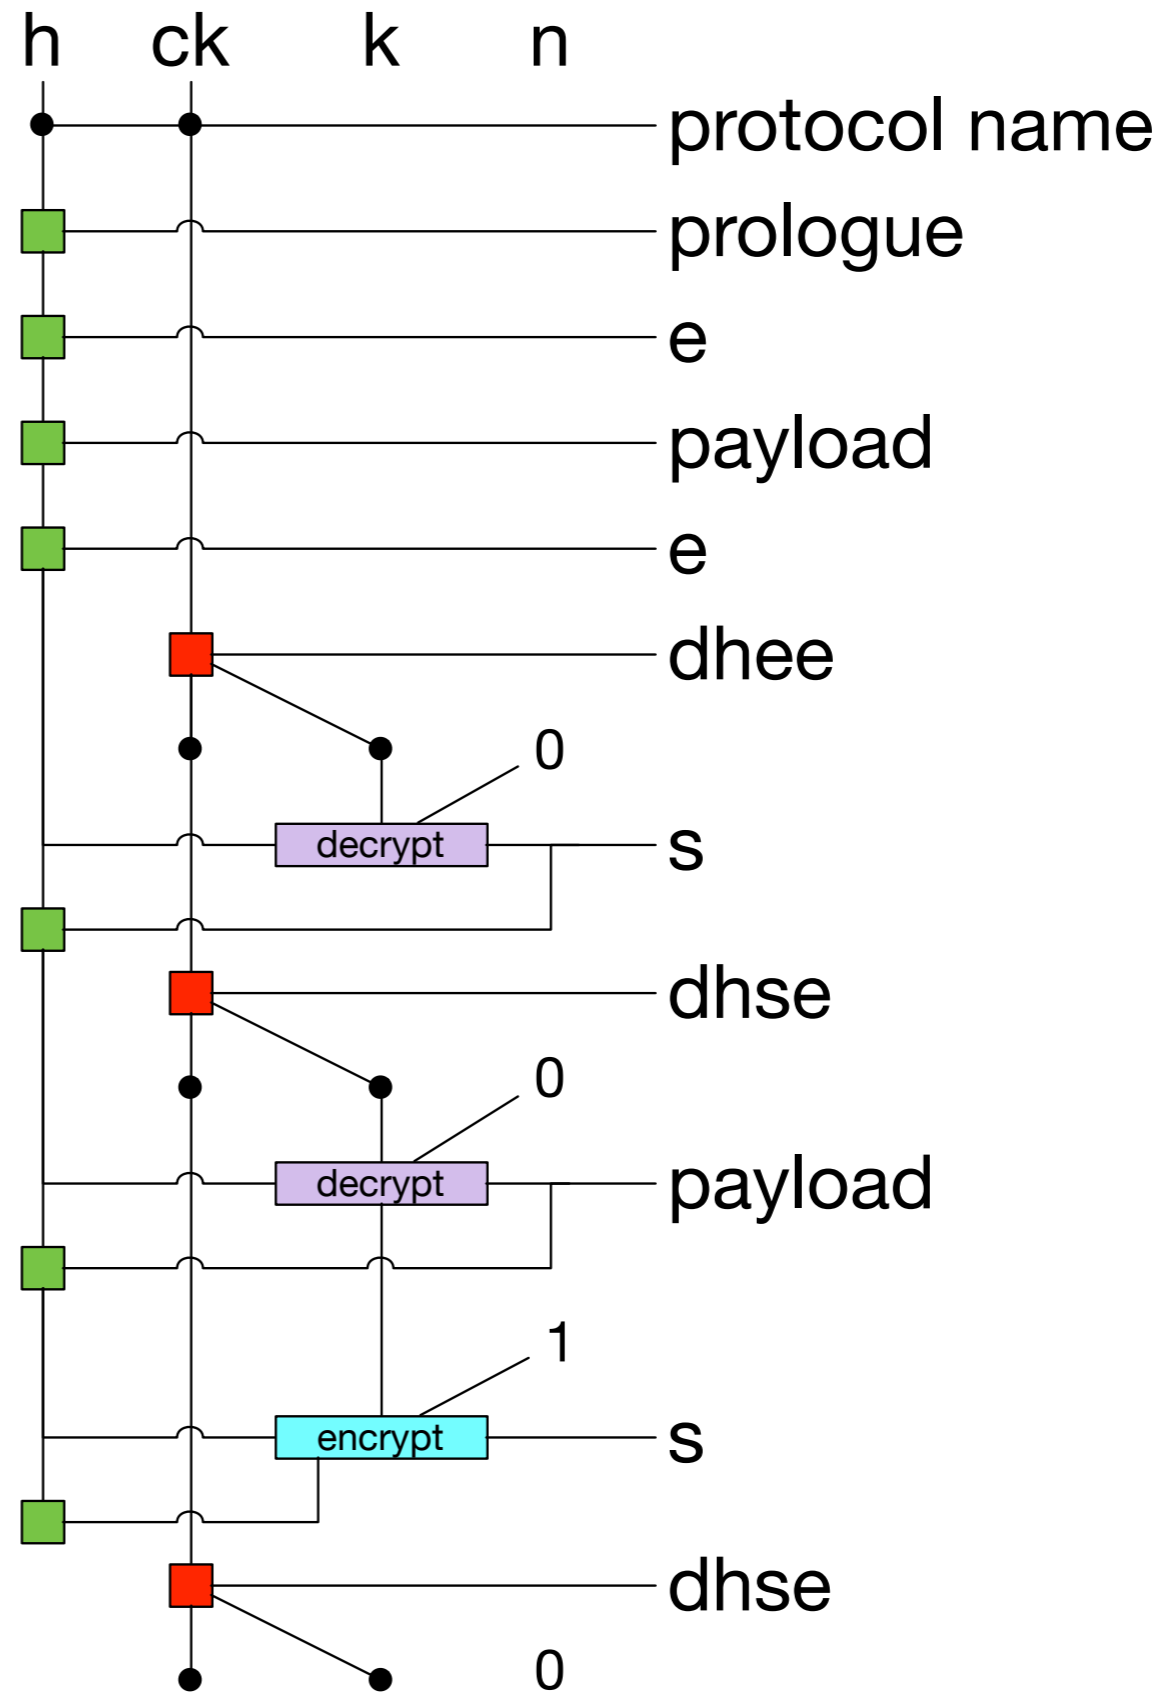 h ck k n
protocol name
prologue
e
payload
e
dhee
0
decrypt s
dhse
0
decrypt payload
1
encrypt s
dhse
0